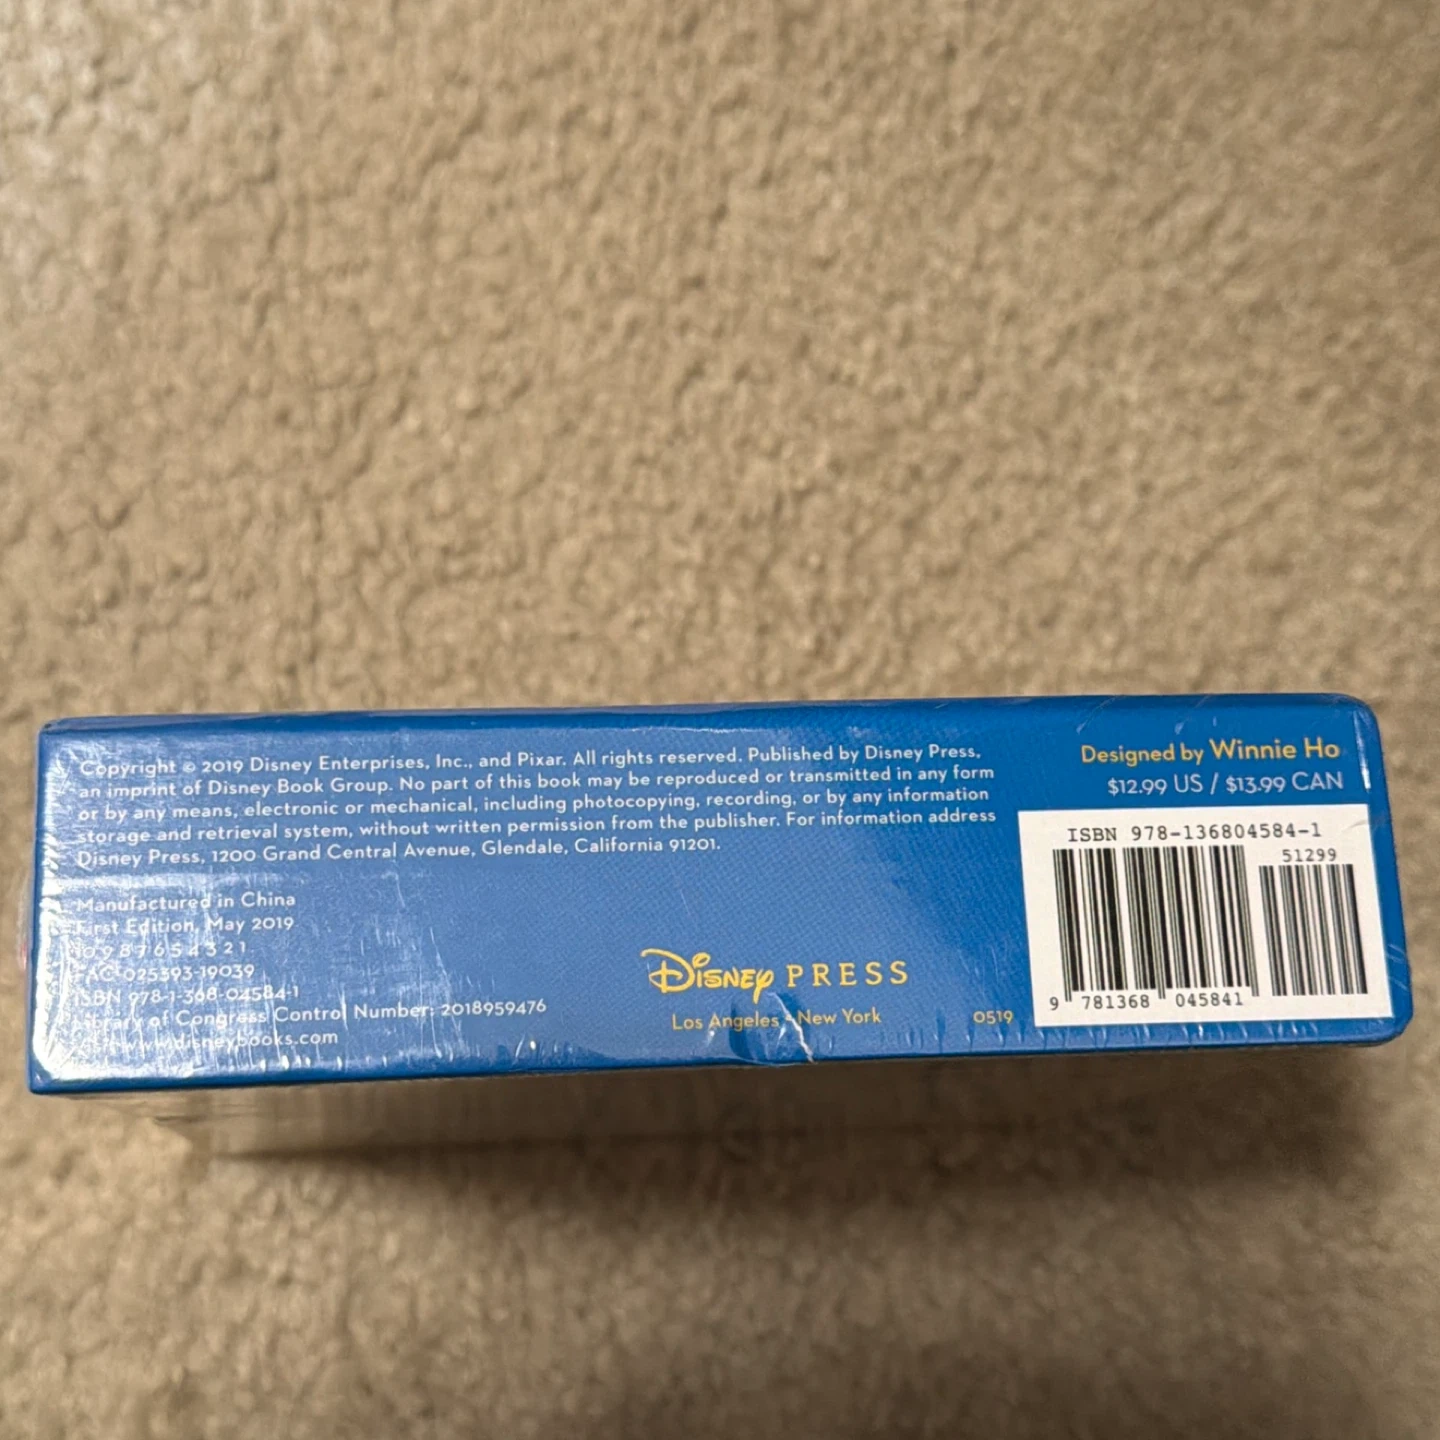 Copyright © 2019 Disney Enterprises, Inc., and Pixar. All rights reserved. Published by Disney Press,
an imprint of Disney Book Group. No part of this book may be reproduced or transmitted in any form
or by any means, electronic or mechanical, including photocopying, recording, or by any information
storage and retrieval system, without written permission from the publisher. For information address
Disney Press, 1200 Grand Central Avenue, Glendale, California 91201.
Manufactured in China
First Edition, May 2019
10 9 8 7 6 5 4 3 2 1
FAC-025393-19039
ISBN 978-1-368-04584-1
Library of Congress Control Number: 2018959476
www.disneybooks.com
Disney PRESS
Los Angeles • New York
0519
Designed by Winnie Ho
$12.99 US / $13.99 CAN
ISBN 978-136804584-1
51299
9 781368 045841